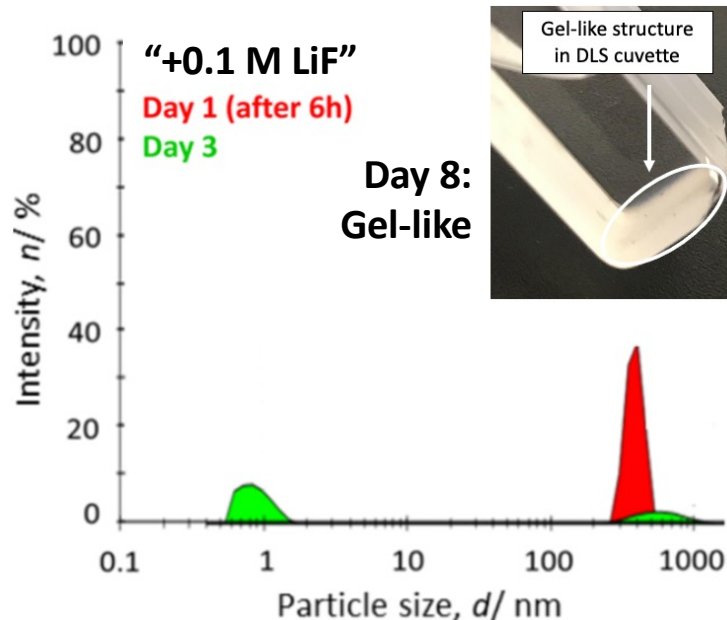 “+0.1 M LiF”
Day 1 (after 6h)
Day 3
Gel-like structure
in DLS cuvette
Day 8:
Gel-like
Intensity, n/ %
100
80
60
40
20
0
0.1 1 10 100 1000
Particle size, d/ nm